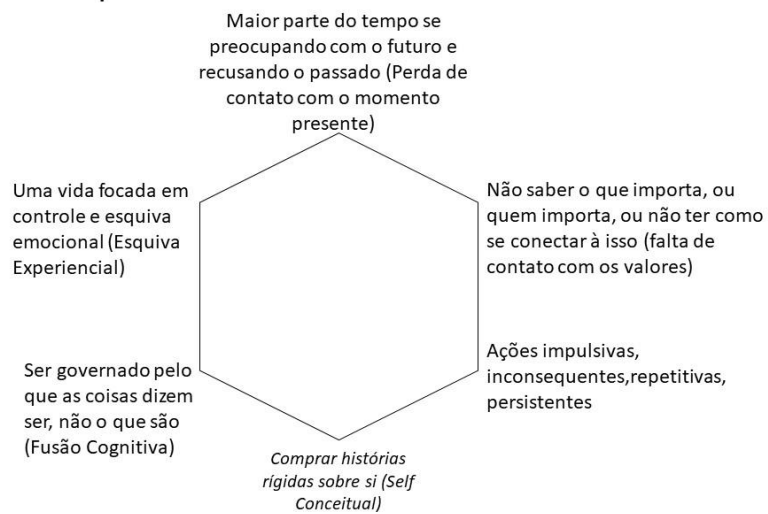 Maior parte do tempo se
preocupando com o futuro e
recusando o passado (Perda de
contato com o momento
presente)
Uma vida focada em
controle e esquiva
emocional (Esquiva
Experiencial)
Não saber o que importa, ou
quem importa, ou não ter como
se conectar à isso (falta de
contato com os valores)
Ser governado pelo
que as coisas dizem
ser, não o que são
(Fusão Cognitiva)
Ações impulsivas,
inconsequentes,repetitivas,
persistentes
Comprar histórias
rígidas sobre si (Self
Conceitual)